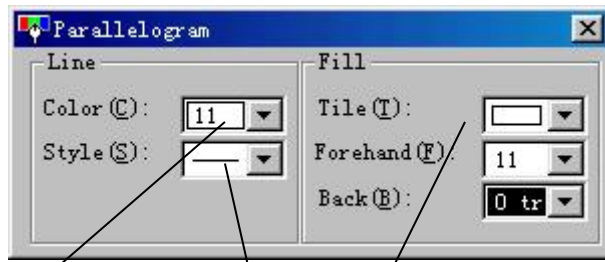 Parallelogram
Line
Color(C):
11
Style(S):
Fill
Tile(T):
Forehand(F):
11
Back(B):
0 tr